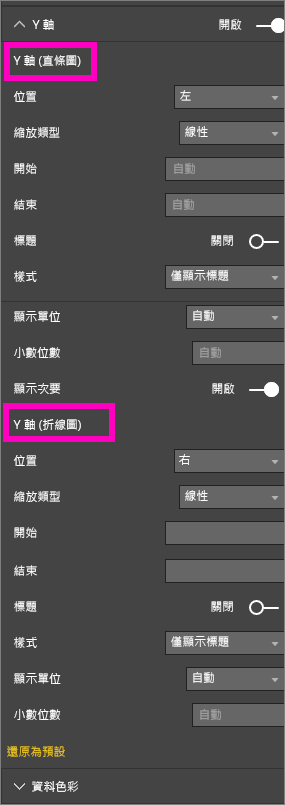 Y 軸 開啟
Y 軸 (直條圖)
位置 左
縮放類型 線性
開始 自動
結束 自動
標題 關閉
樣式 僅顯示標題
顯示單位 自動
小數位數 自動
顯示次要 開啟
Y 軸 (折線圖)
位置 右
縮放類型 線性
開始
結束
標題 關閉
樣式 僅顯示標題
顯示單位 自動
小數位數 自動
還原為預設
資料色彩